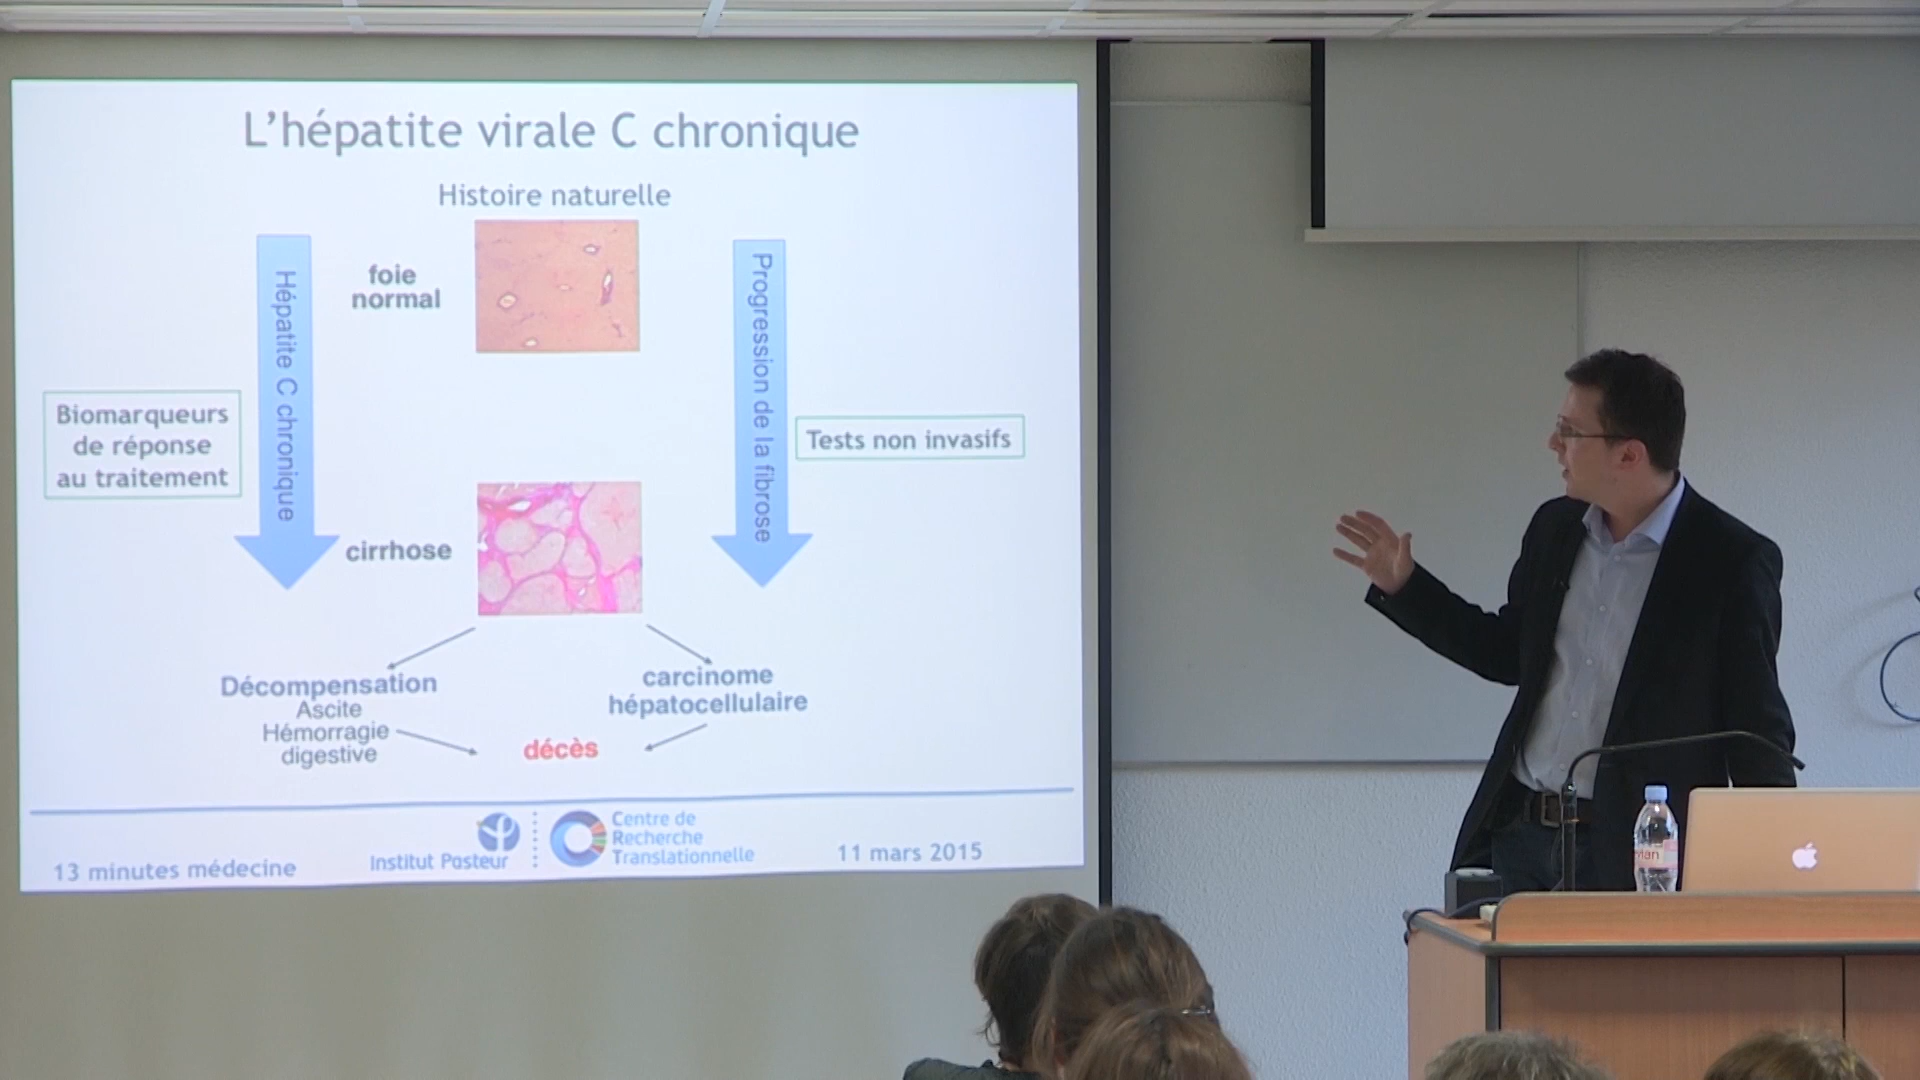 L'hépatite virale C chronique
Histoire naturelle
Hépatite C chronique
foie
normal
Progression de la fibrose
Biomarqueurs
de réponse
au traitement
Tests non invasifs
cirrhose
Décompensation
Ascite
Hémorragie
digestive
carcinome
hépatocellulaire
décès
13 minutes médecine
Institut Pasteur
Centre de
Recherche
Translationnelle
11 mars 2015